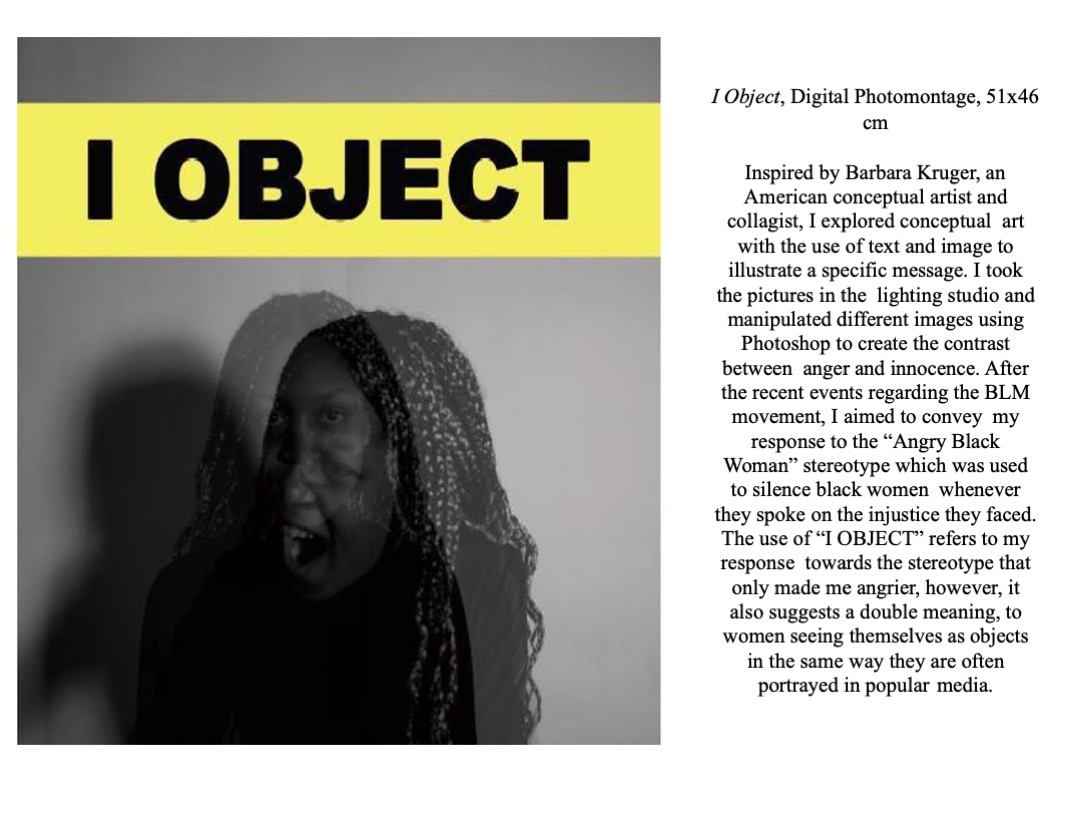 I OBJECT
I Object, Digital Photomontage, 51x46
cm
Inspired by Barbara Kruger, an
American conceptual artist and
collagist, I explored conceptual art
with the use of text and image to
illustrate a specific message. I took
the pictures in the lighting studio and
manipulated different images using
Photoshop to create the contrast
between anger and innocence. After
the recent events regarding the BLM
movement, I aimed to convey my
response to the “Angry Black
Woman” stereotype which was used
to silence black women whenever
they spoke on the injustice they faced.
The use of “I OBJECT” refers to my
response towards the stereotype that
only made me angrier, however, it
also suggests a double meaning, to
women seeing themselves as objects
in the same way they are often
portrayed in popular media.